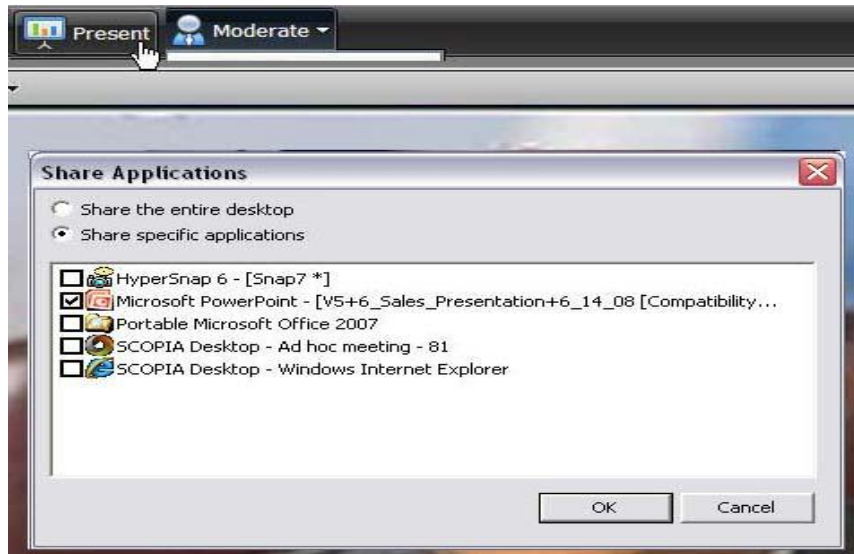 Present Moderate
Share Applications
Share the entire desktop
Share specific applications
HyperSnap 6 - [Snap7 *]
Microsoft PowerPoint - [V5+6_Sales_Presentation+6_14_08 [Compatibility...
Portable Microsoft Office 2007
SCOPIA Desktop - Ad hoc meeting - 81
SCOPIA Desktop - Windows Internet Explorer
OK Cancel